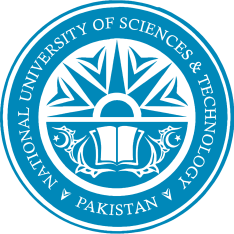 NATIONAL UNIVERSITY OF SCIENCES & TECHNOLOGY
PAKISTAN